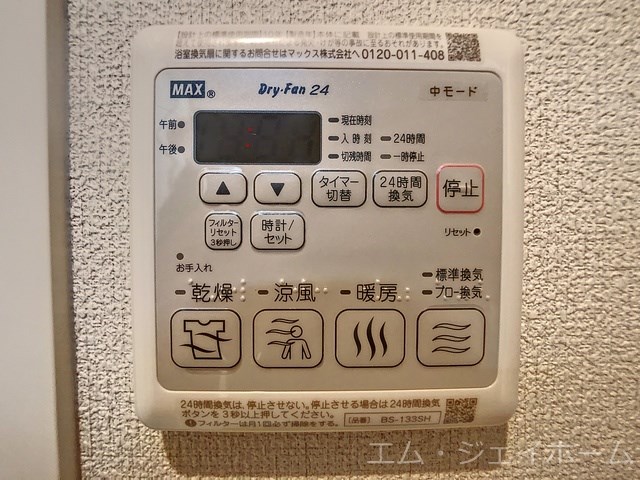 浴室換気扇に関するお問合せはマックス株式会社へ 0120-011-408
MAX® Dry-Fan 24 中モード
午前 現在時刻
入時刻 24時間
午後 切残時間 一時停止
▲ ▼ タイマー切替 24時間換気 停止
フィルターリセット3秒押し 時計/セット リセット
お手入れ
標準換気
乾燥 涼風 暖房 プロー換気
24時間換気は、停止させない。停止させる場合は24時間換気
ボタンを3秒以上押してください。
フィルターは月1回必ず掃除をする。 (品番) BS-133SH
エム・ジェイホーム